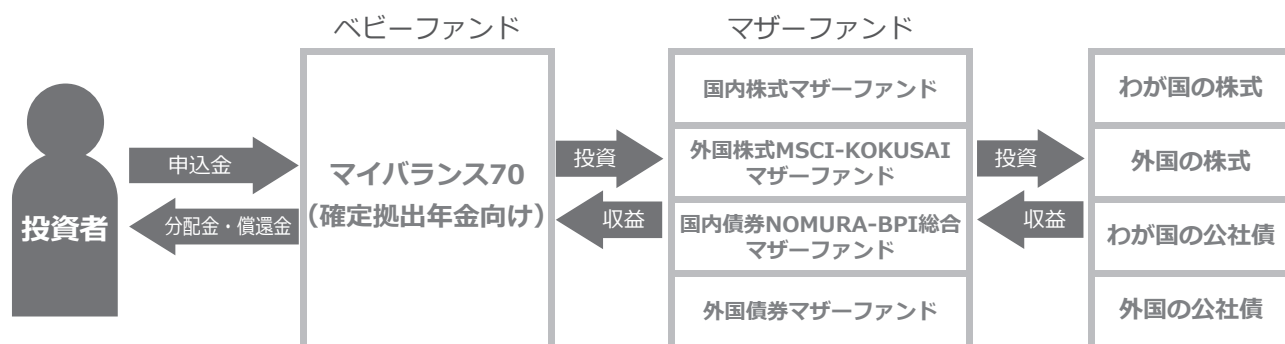 ベビーファンド
マザーファンド
投資者
申込金
分配金・償還金
マイバランス70
（確定拠出年金向け）
投資
収益
国内株式マザーファンド
外国株式MSCI-KOKUSAI
マザーファンド
国内債券NOMURA-BPI総合
マザーファンド
外国債券マザーファンド
投資
収益
わが国の株式
外国の株式
わが国の公社債
外国の公社債